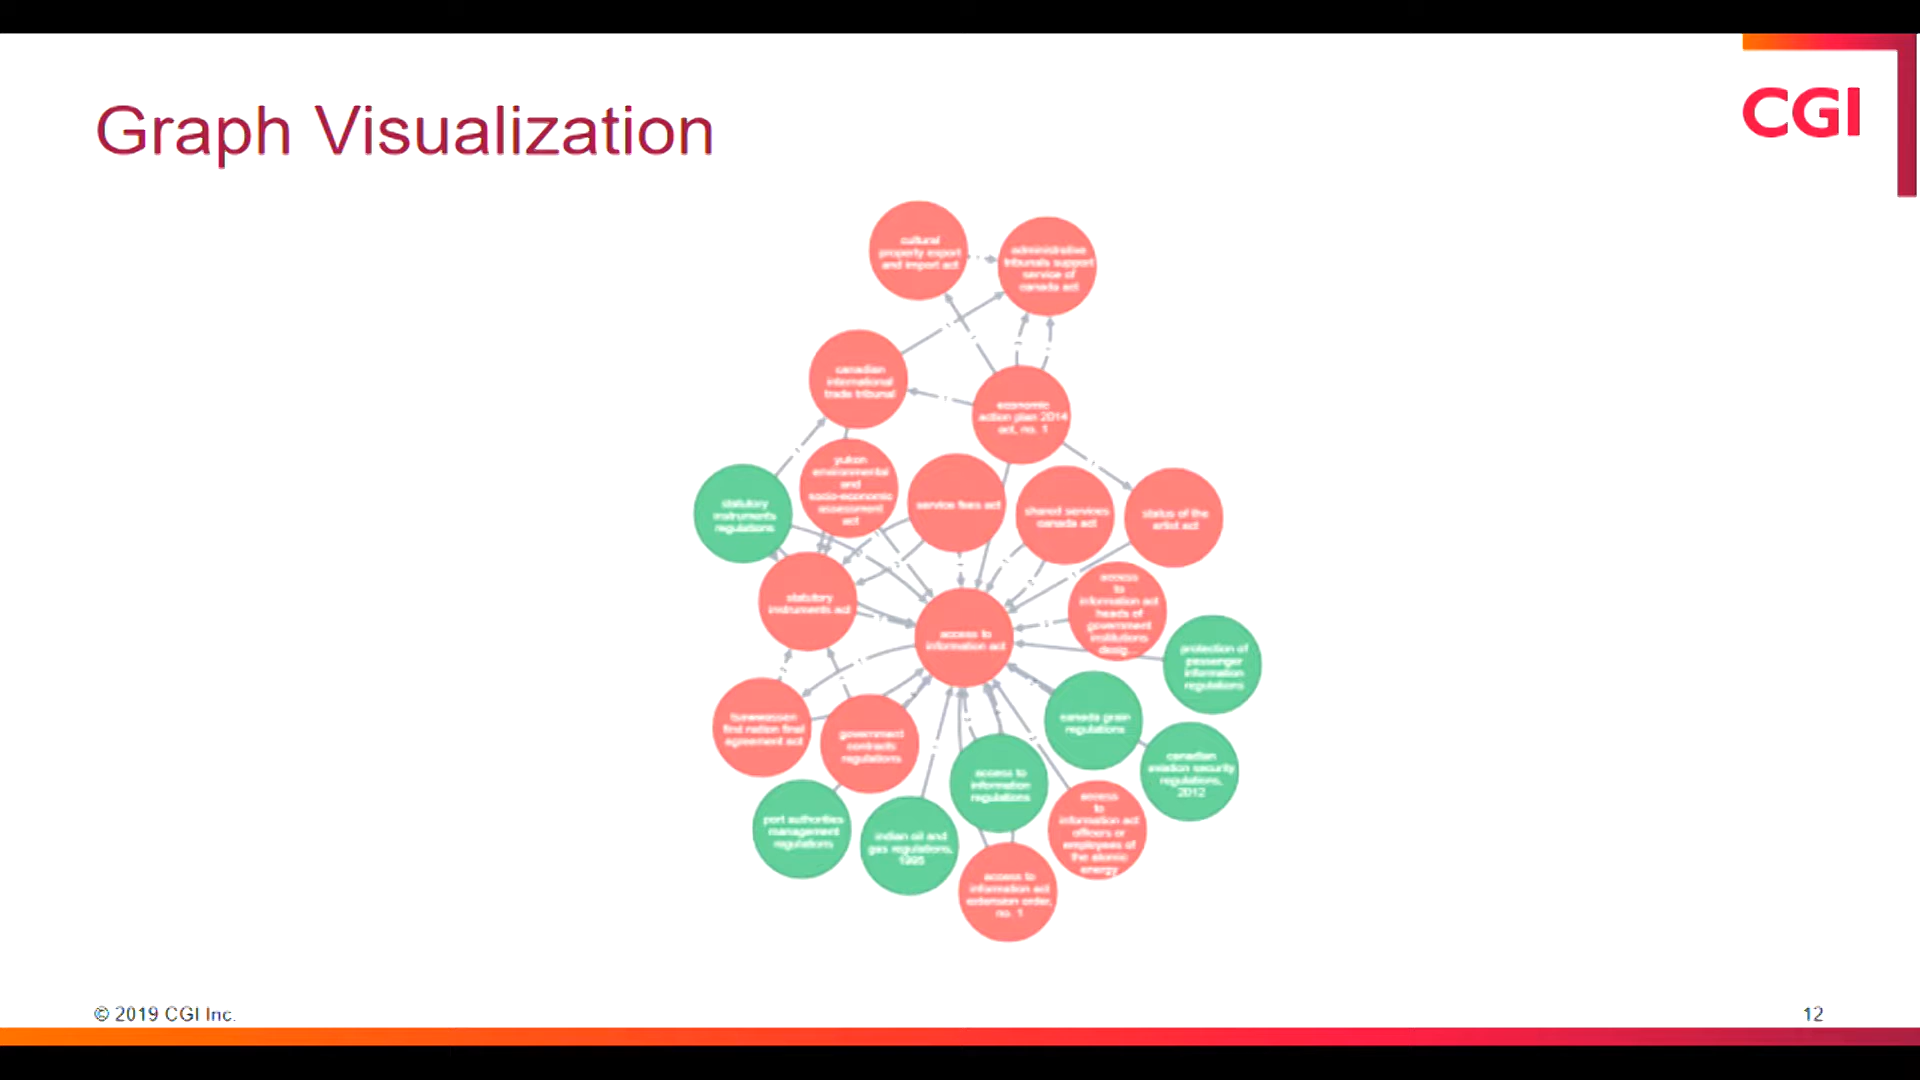 Graph Visualization
CGI
cultural
property export
and import act
administrative
tribunals support
service of
canada act
canadian
international
trade tribunal
economic
action plan 2014
act, no. 1
yukon
environmental
and
socio-economic
assessment
act
service fees act
shared services
canada act
status of the
artist act
statutory
instruments
regulations
statutory
instruments act
access to
information act
access
to
information act
heads of
government
institutions
desig...
protection of
passenger
information
regulations
tsawwassen
first nation final
agreement act
government
contracts
regulations
canada grain
regulations
access to
information
regulations
canadian
aviation security
regulations,
2012
port authorities
management
regulations
indian oil and
gas regulations,
1995
access
to
information act
officers or
employees of
the atomic
energy
access to
information act
extension order,
no. 1
© 2019 CGI Inc.
12